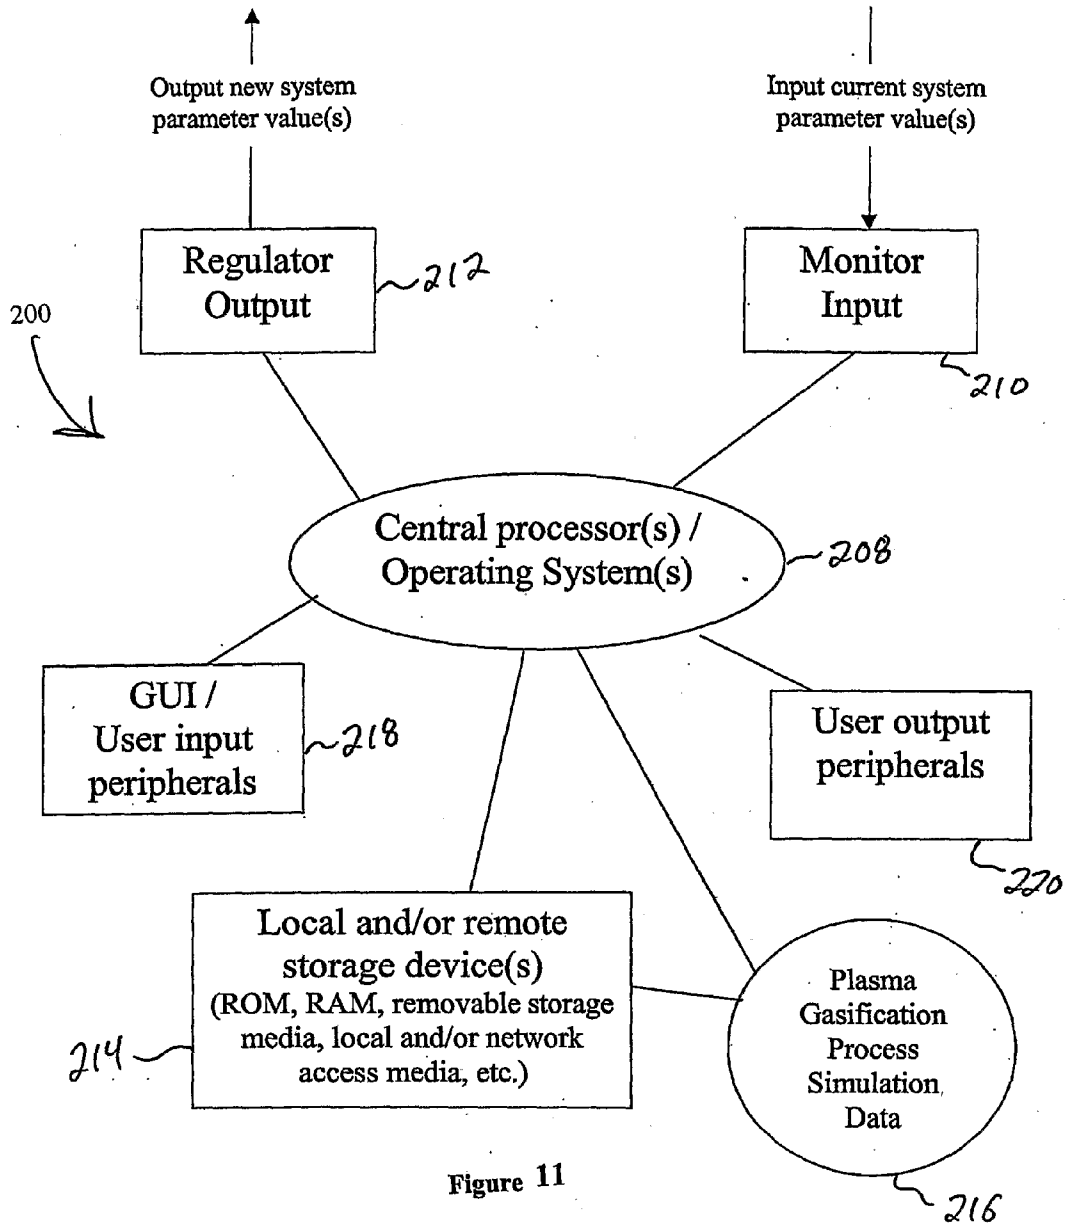 Output new system
parameter value(s)
Input current system
parameter value(s)
Regulator
Output
212
Monitor
Input
210
200
Central processor(s) /
Operating System(s)
208
GUI /
User input
peripherals
218
User output
peripherals
220
Local and/or remote
storage device(s)
(ROM, RAM, removable storage
media, local and/or network
access media, etc.)
214
Plasma
Gasification
Process
Simulation
Data
216
Figure 11